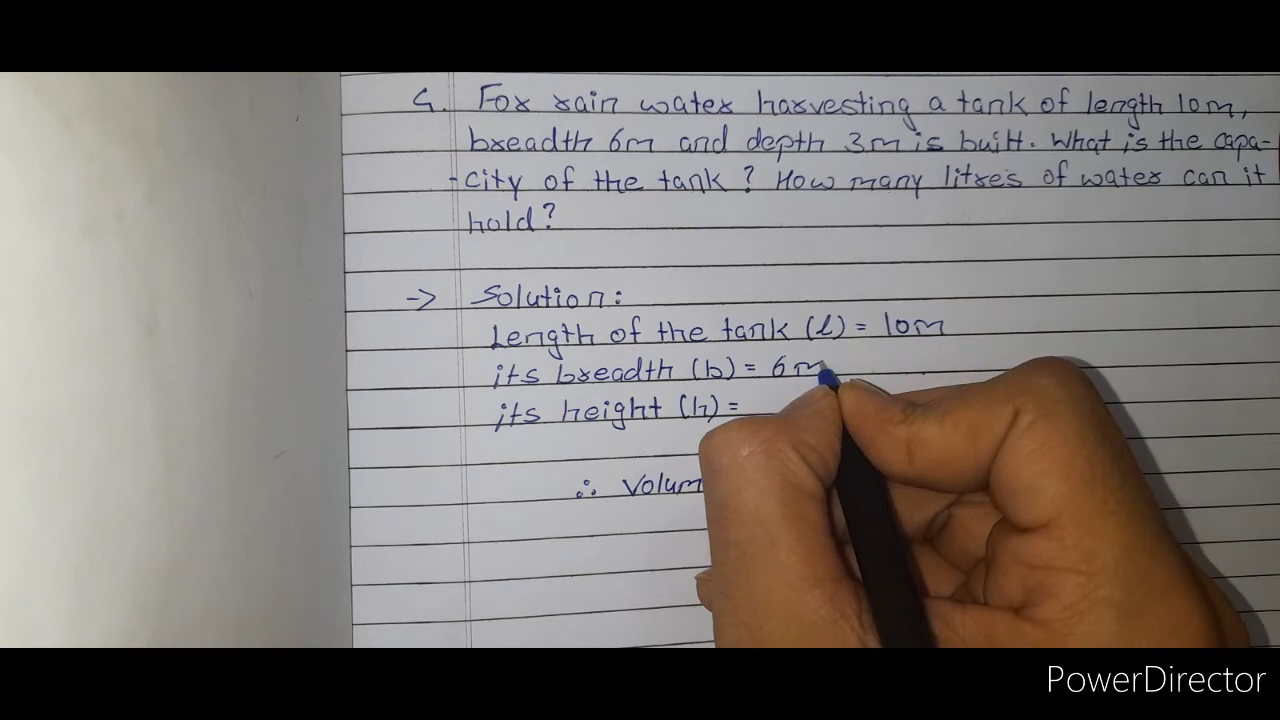 4. For rain water harvesting a tank of length 10m,
breadth 6m and depth 3m is built. What is the capa-
-city of the tank? How many litres of water can it
hold?
-> Solution:
Length of the tank (l) = 10m
its breadth (b) = 6m
its height (h) =
∴ Volum
PowerDirector